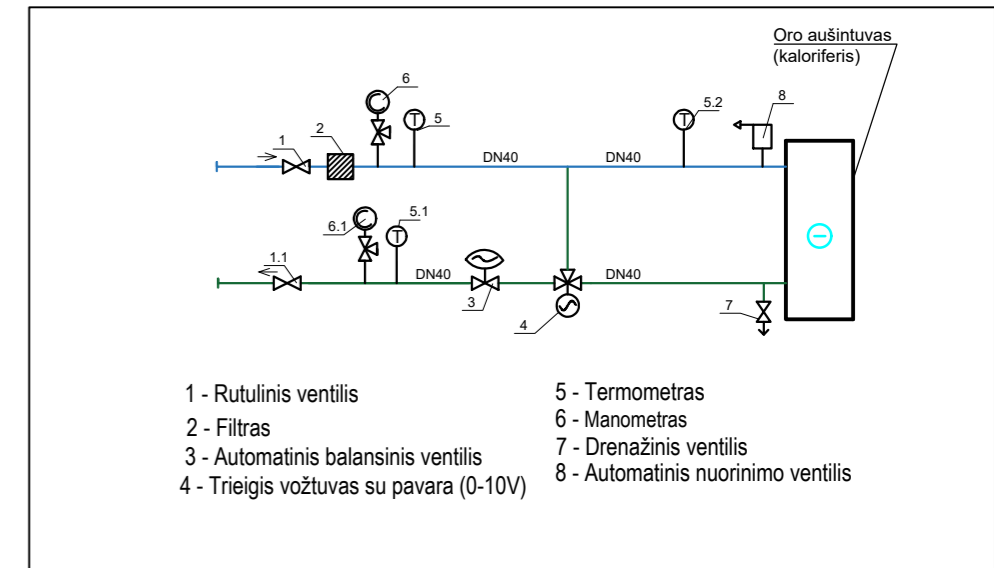 Oro aušintuvas
(kaloriferis)
6
8
5.2
5
2
1
T
T
DN40
DN40
6.1
5.1
T
1.1
DN40
DN40
3
4
7
1 - Rutulinis ventilis
2 - Filtras
3 - Automatinis balansinis ventilis
4 - Trieigis vožtuvas su pavara (0-10V)
5 - Termometras
6 - Manometras
7 - Drenažinis ventilis
8 - Automatinis nuorinimo ventilis